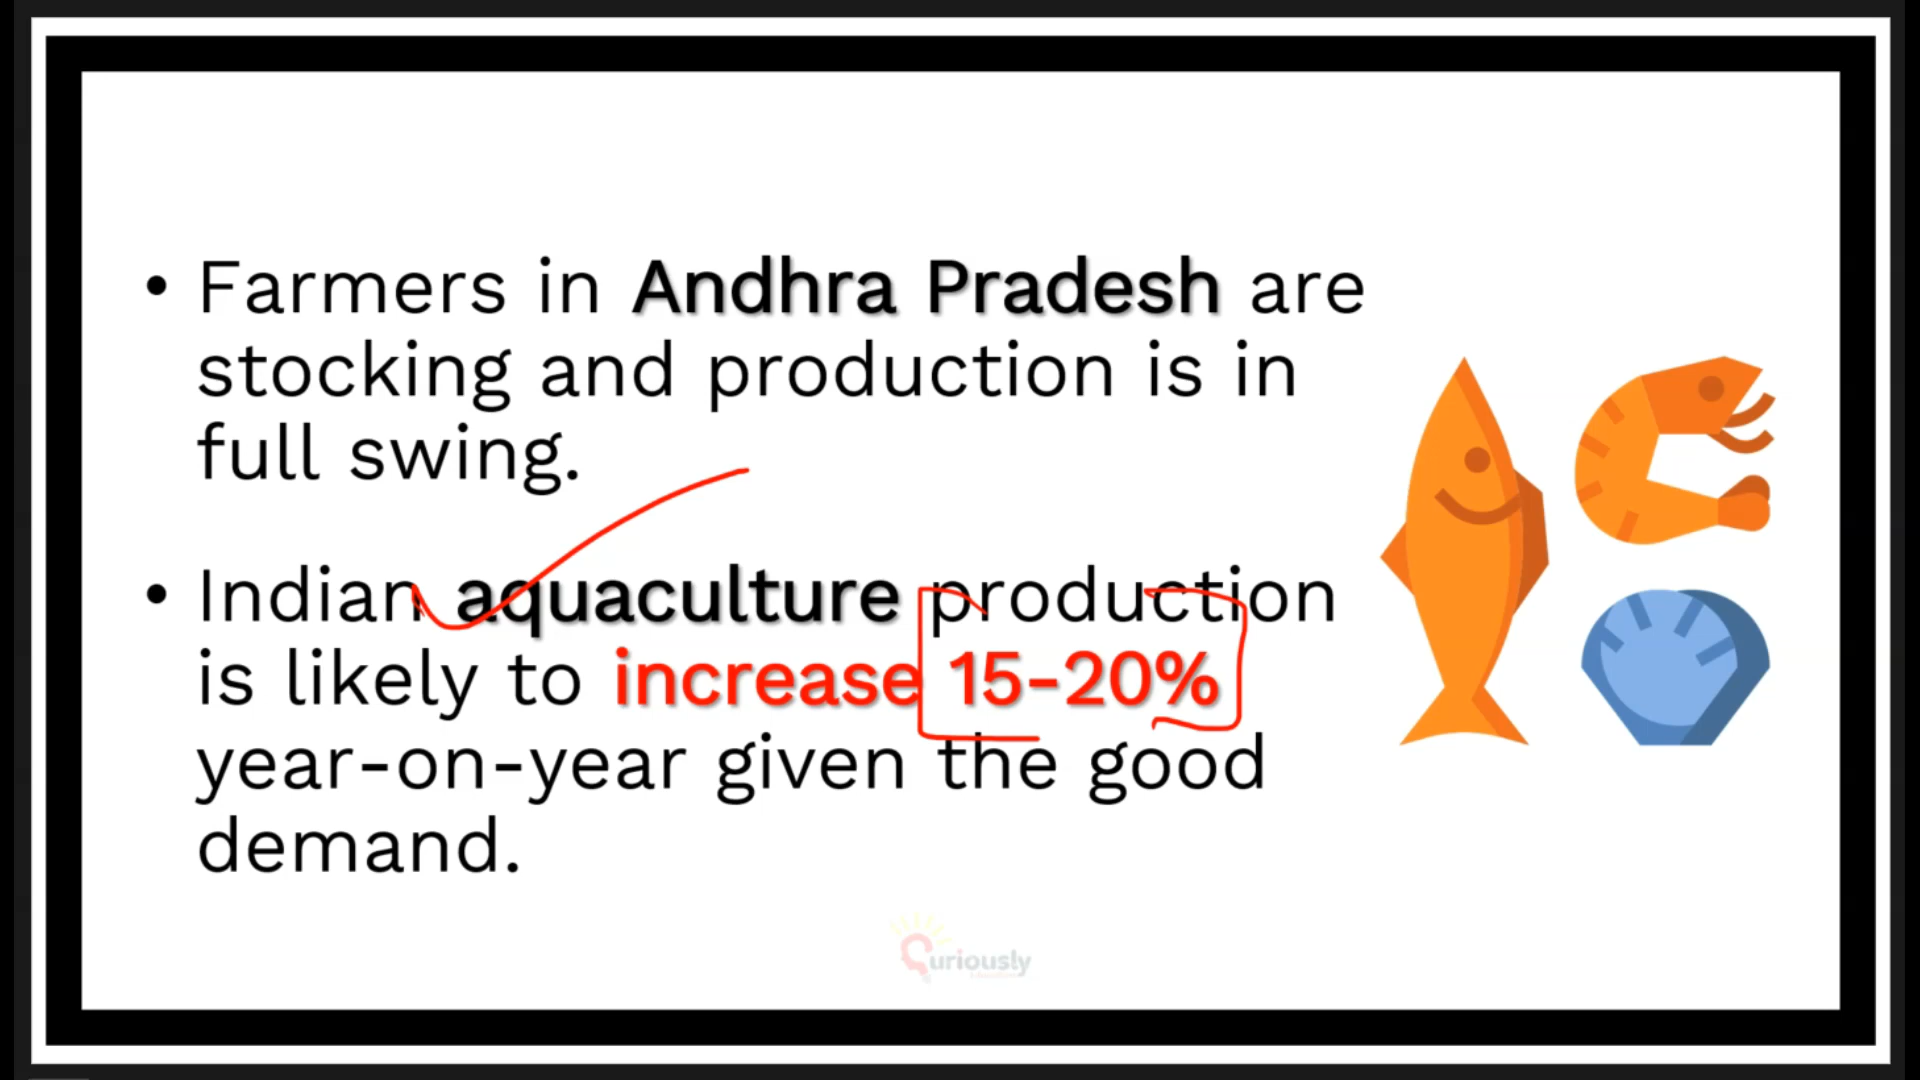 • Farmers in Andhra Pradesh are
stocking and production is in
full swing.
• Indian aquaculture production
is likely to increase 15-20%
year-on-year given the good
demand.
Curiously